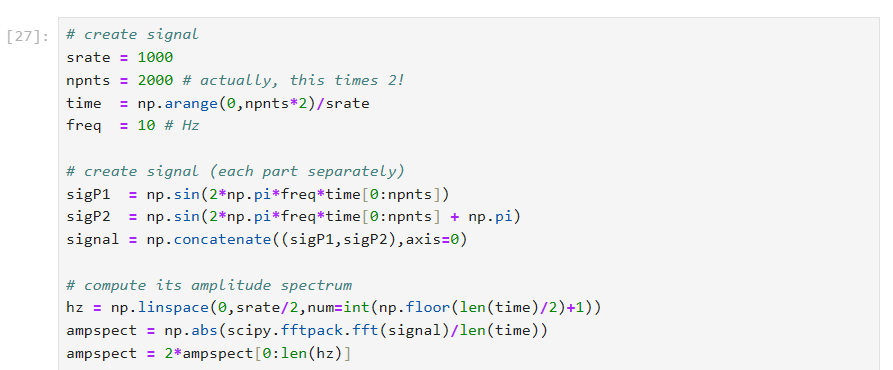 [27]:
# create signal
srate = 1000
npnts = 2000 # actually, this times 2!
time  = np.arange(0,npnts*2)/srate
freq  = 10 # Hz
# create signal (each part separately)
sigP1  = np.sin(2*np.pi*freq*time[0:npnts])
sigP2  = np.sin(2*np.pi*freq*time[0:npnts] + np.pi)
signal = np.concatenate((sigP1,sigP2),axis=0)
# compute its amplitude spectrum
hz = np.linspace(0,srate/2,num=int(np.floor(len(time)/2)+1))
ampspect = np.abs(scipy.fftpack.fft(signal)/len(time))
ampspect = 2*ampspect[0:len(hz)]